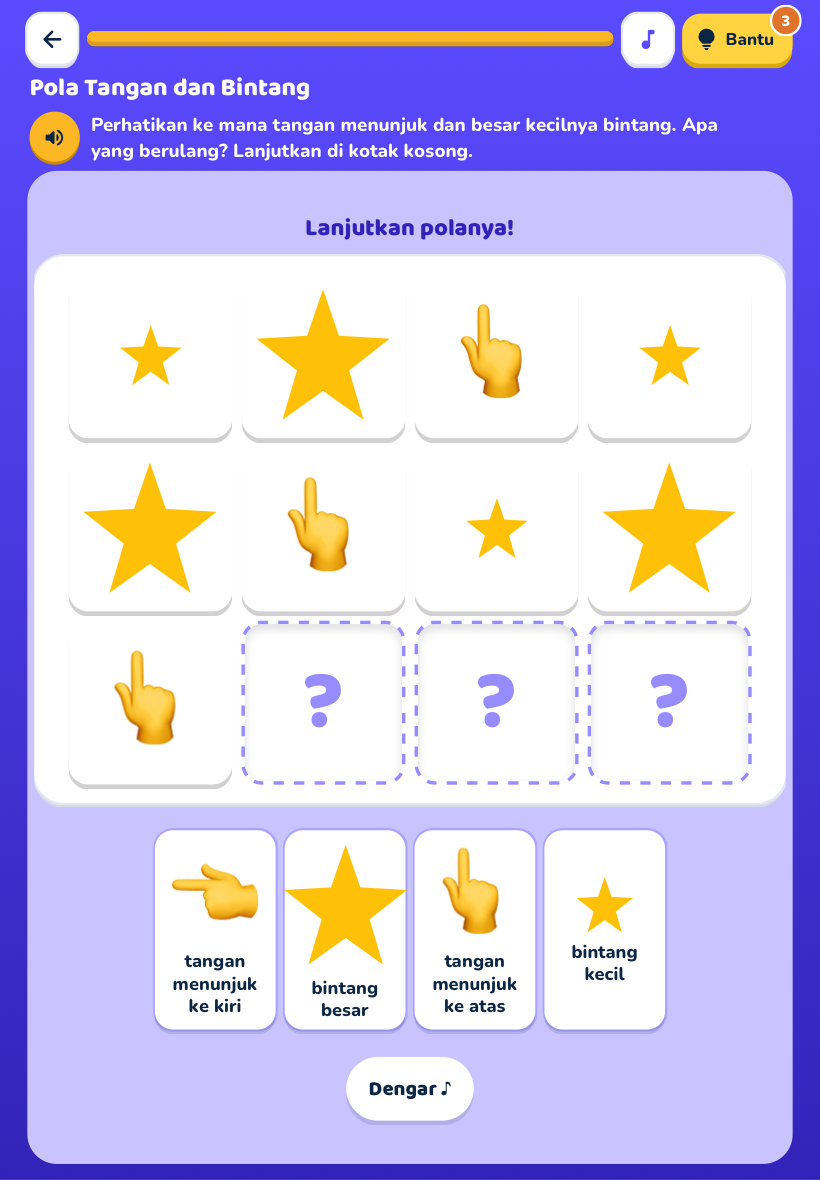 3
Bantu
Pola Tangan dan Bintang
Perhatikan ke mana tangan menunjuk dan besar kecilnya bintang. Apa
yang berulang? Lanjutkan di kotak kosong.
Lanjutkan polanya!
? ? ?
tangan
menunjuk
ke kiri
bintang
besar
tangan
menunjuk
ke atas
bintang
kecil
Dengar ♪